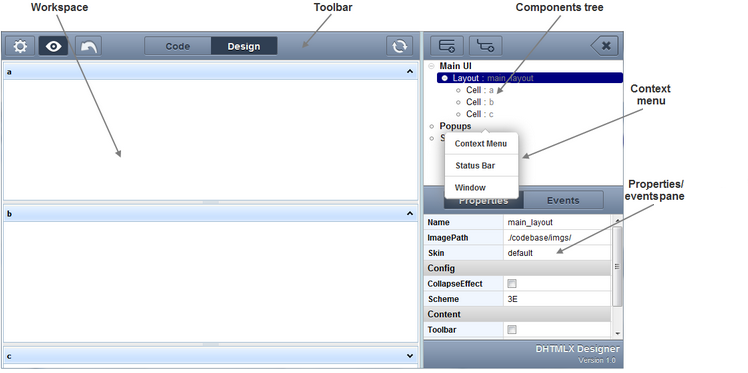 Workspace
Toolbar
Components tree
Code
Design
a
Main UI
Layout : main_layout
Cell : a
Cell : b
Cell : c
Popups
S
Context Menu
Status Bar
Window
Context
menu
Properties/
eventspane
Properties
Events
b
Name main_layout
ImagePath ./codebase/imgs/
Skin default
Config
CollapseEffect
Scheme 3E
Content
Toolbar
c
DHTMLX Designer
Version 1.0